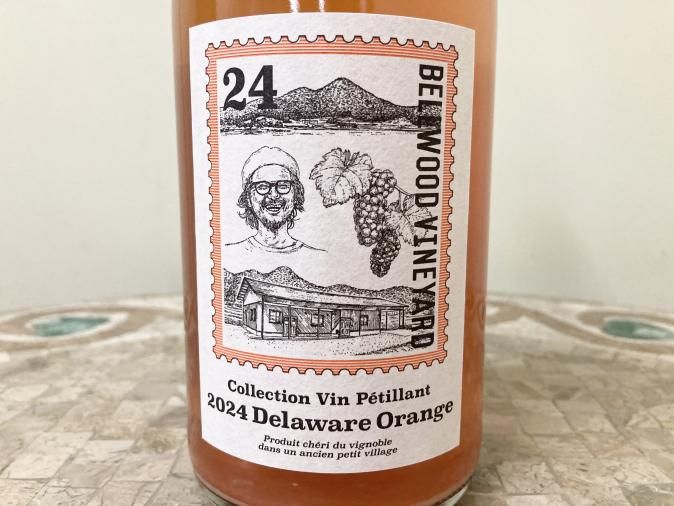 24
BELLWOOD VINEYARD
Collection Vin Pétillant
2024 Delaware Orange
Produit chéri du vignoble
dans un ancien petit village